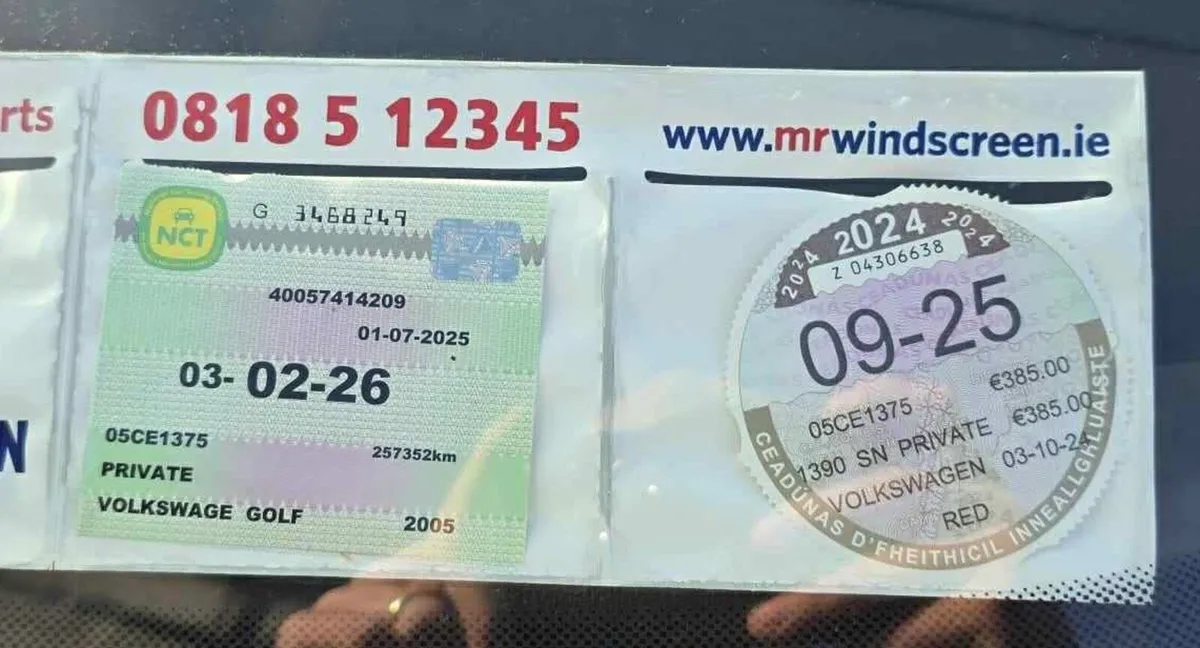 rts
0818 5 12345
www.mrwindscreen.ie
N
NCT
G 3468249
40057414209
01-07-2025
03-02-26
05CE1375
257352km
PRIVATE
VOLKSWAGE GOLF 2005
2024 2024 2024
Z 04306638
09-25
€385.00
05CE1375
€385.00
1390 SN PRIVATE
03-10-24
VOLKSWAGEN
RED
CEADÚNAS D'FHEITHICIL INNEALLGHLUAISTE